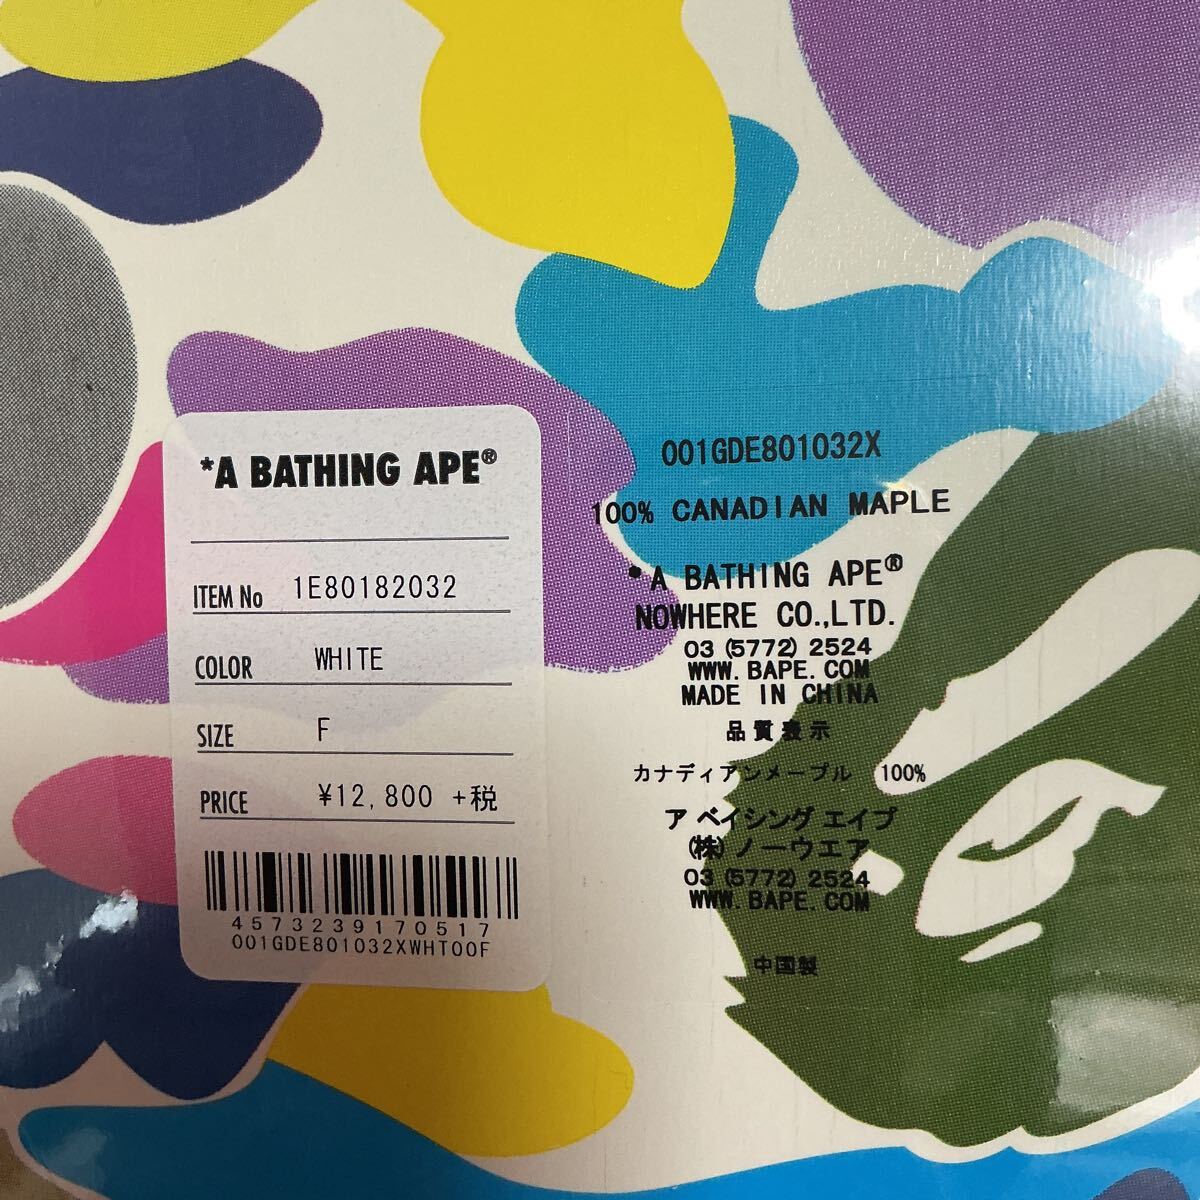 *A BATHING APE®
ITEM No 1E80182032
COLOR WHITE
SIZE F
PRICE ¥12,800 +税
4573239170517
001GDE801032XWHT00F
001GDE801032X
100% CANADIAN MAPLE
*A BATHING APE®
NOWHERE CO.,LTD.
03 (5772) 2524
WWW.BAPE.COM
MADE IN CHINA
品質表示
カナディアンメープル 100%
ア ベイシング エイプ
(株) ノーウエア
03 (5772) 2524
WWW.BAPE.COM
中国製